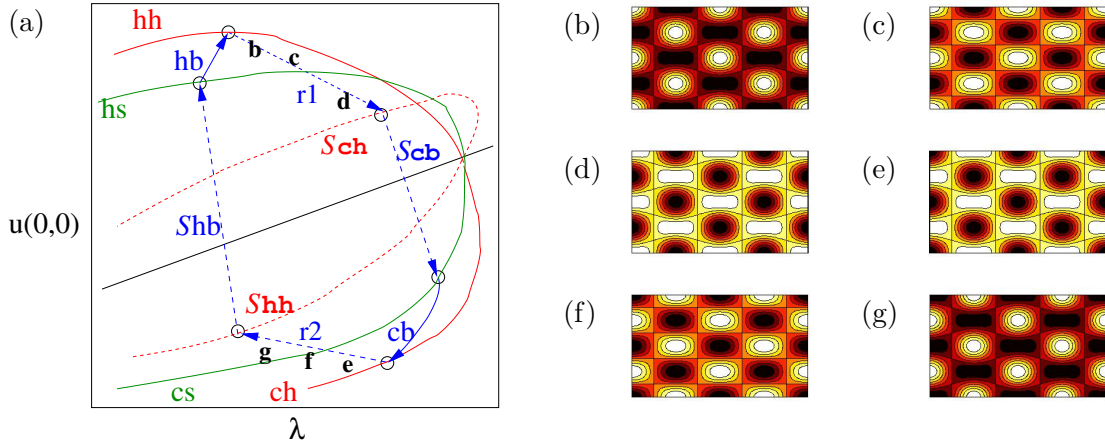 (a)
hh
hb
b
c
r1
d
hs
Sch
Scb
u(0,0)
Shb
Shh
r2
g
f
e
cb
cs
ch
λ
(b)
(c)
(d)
(e)
(f)
(g)